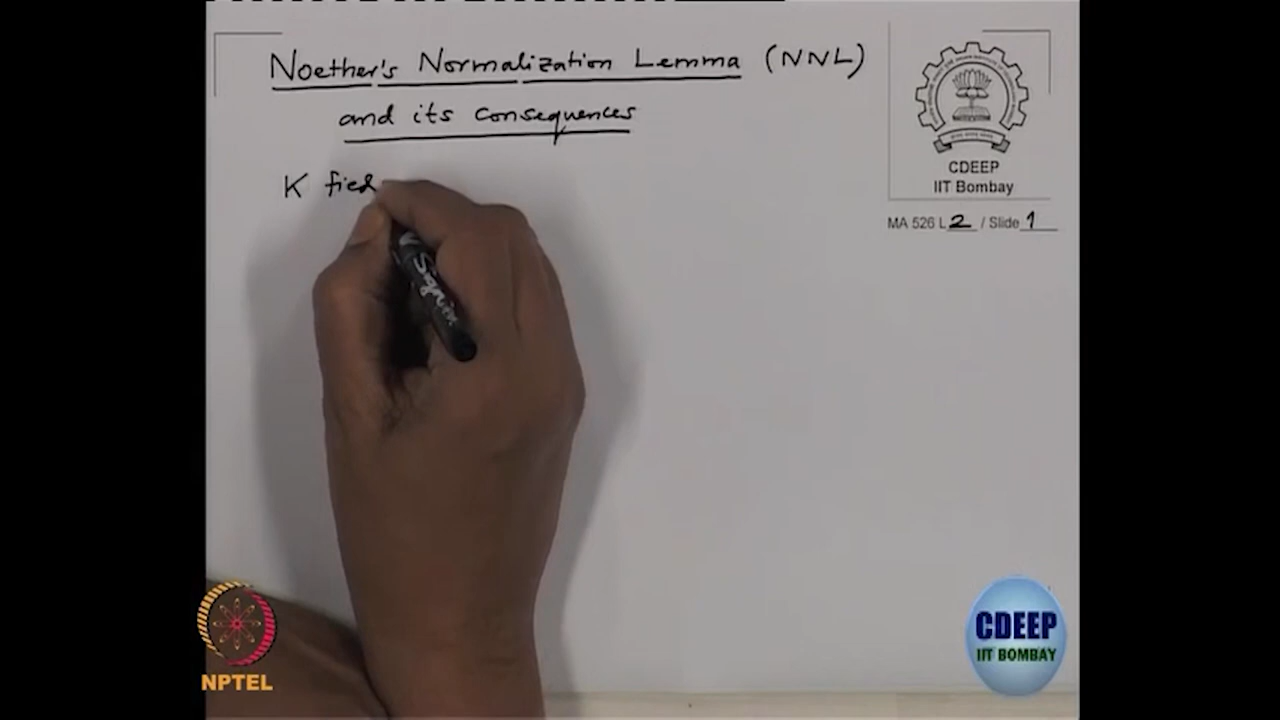 Noether's Normalization Lemma (NNL)
and its consequences
K fied
CDEEP
IIT Bombay
MA 526 L 2 / Slide 1
NPTEL
CDEEP
IIT BOMBAY